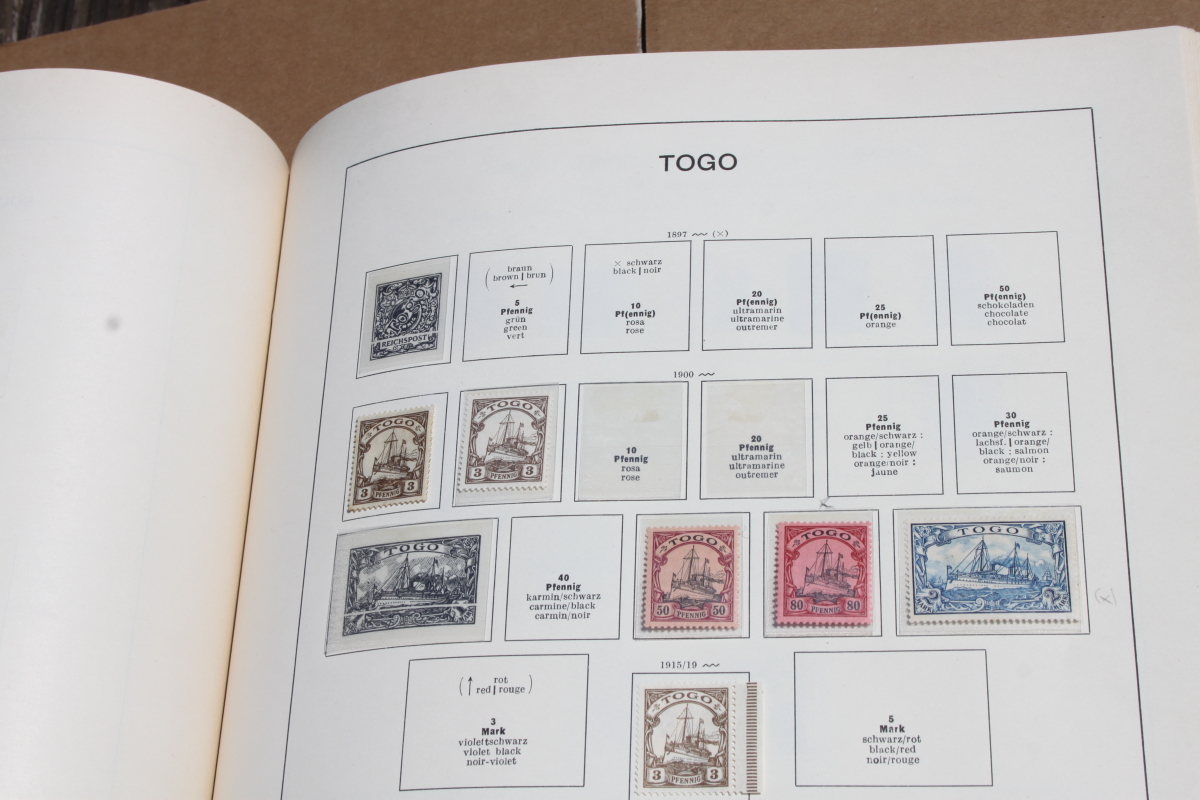 TOGO
1897 (×)
REICHSPOST
( braun
brown | brun )
←
5
Pfennig
grün
green
vert
× schwarz
black | noir
10
Pf(ennig)
rosa
rose
20
Pf(ennig)
ultramarin
ultramarine
outremer
25
Pf(ennig)
orange
50
Pf(ennig)
schokoladen
chocolate
chocolat
1900
TOGO
3 3
PFENNIG
TOGO
3 3
PFENNIG
10
Pfennig
rosa
rose
20
Pfennig
ultramarin
ultramarine
outremer
25
Pfennig
orange/schwarz :
gelb | orange/
black : yellow
orange/noir :
jaune
30
Pfennig
orange/schwarz :
lachsf. | orange/
black : salmon
orange/noir :
saumon
TOGO
40
Pfennig
karmin/schwarz
carmine/black
carmin/noir
TOGO
50 50
PFENNIG
×
TOGO
80 80
PFENNIG
TOGO
(×)
( ↑ rot
red | rouge )
3
Mark
violettschwarz
violet black
noir-violet
1915/19
TOGO
3 3
PFENNIG
5
Mark
schwarz/rot
black/red
noir/rouge